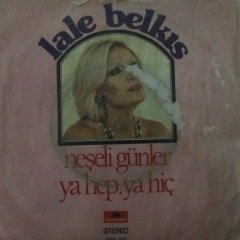 lale belkıs
neşeli günler
ya hep, ya hiç
STEREO